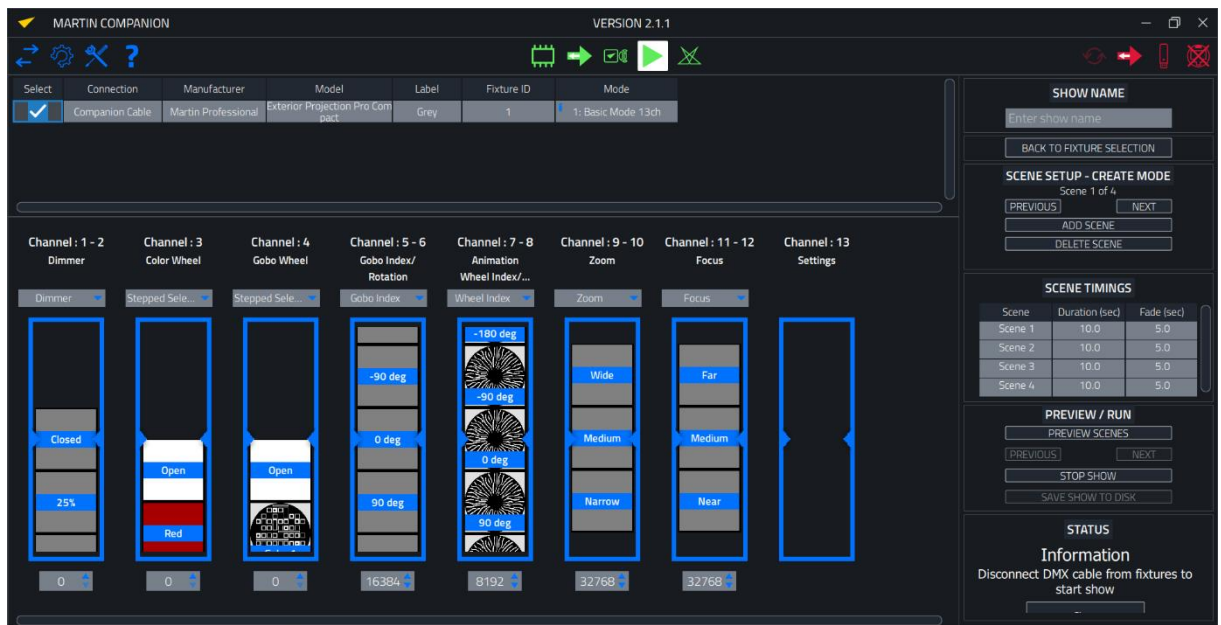 MARTIN COMPANION
VERSION 2.1.1
Select Connection Manufacturer Model Label Fixture ID Mode
Companion Cable Martin Professional Exterior Projection Pro Com
pact Grey 1 1: Basic Mode 13ch
SHOW NAME
Enter show name
BACK TO FIXTURE SELECTION
SCENE SETUP - CREATE MODE
Scene 1 of 4
PREVIOUS NEXT
ADD SCENE
DELETE SCENE
Channel : 1 - 2
Dimmer
Dimmer
Closed
25%
0
Channel : 3
Color Wheel
Stepped Sele...
Open
Red
0
Channel : 4
Gobo Wheel
Stepped Sele...
Open
0
Channel : 5 - 6
Gobo Index/
Rotation
Gobo Index
-90 deg
0 deg
90 deg
16384
Channel : 7 - 8
Animation
Wheel Index/...
Wheel Index
-180 deg
-90 deg
0 deg
90 deg
8192
Channel : 9 - 10
Zoom
Zoom
Wide
Medium
Narrow
32768
Channel : 11 - 12
Focus
Focus
Far
Medium
Near
32768
Channel : 13
Settings
SCENE TIMINGS
Scene Duration (sec) Fade (sec)
Scene 1 10.0 5.0
Scene 2 10.0 5.0
Scene 3 10.0 5.0
Scene 4 10.0 5.0
PREVIEW / RUN
PREVIEW SCENES
PREVIOUS NEXT
STOP SHOW
SAVE SHOW TO DISK
STATUS
Information
Disconnect DMX cable from fixtures to
start show